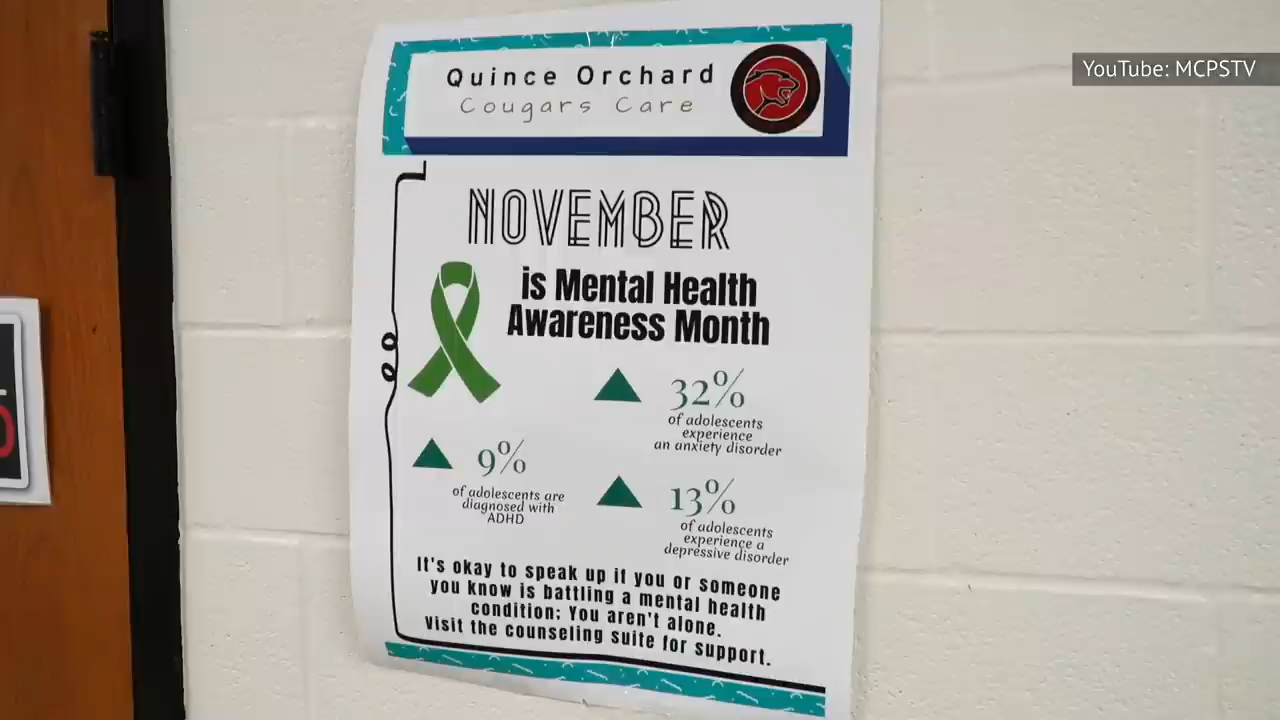 YouTube: MCPSTV
Quince Orchard
Cougars Care
NOVEMBER
is Mental Health
Awareness Month
32%
of adolescents
experience
an anxiety disorder
9%
of adolescents are
diagnosed with
ADHD
13%
of adolescents
experience a
depressive disorder
It's okay to speak up if you or someone
you know is battling a mental health
condition; You aren't alone.
Visit the counseling suite for support.